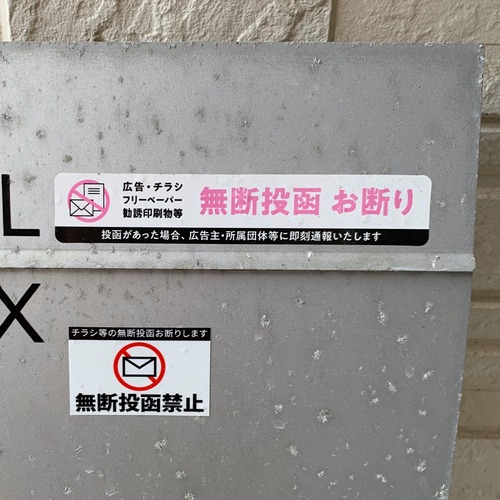 広告・チラシ
フリーペーパー
勧誘印刷物等
無断投函 お断り
投函があった場合、広告主・所属団体等に即刻通報いたします
L
X
チラシ等の無断投函お断りします
無断投函禁止